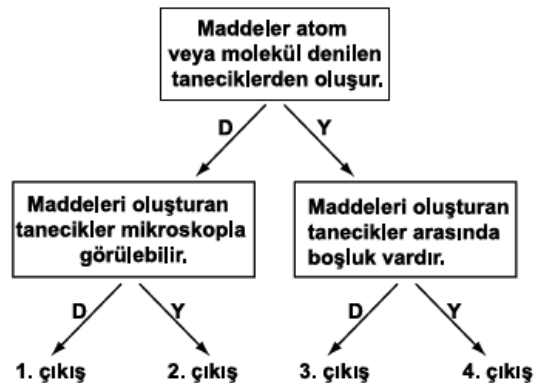 Maddeler atom
veya molekül denilen
taneciklerden oluşur.
D
Y
Maddeleri oluşturan
tanecikler mikroskopla
görülebilir.
Maddeleri oluşturan
tanecikler arasında
boşluk vardır.
D
Y
D
Y
1. çıkış
2. çıkış
3. çıkış
4. çıkış